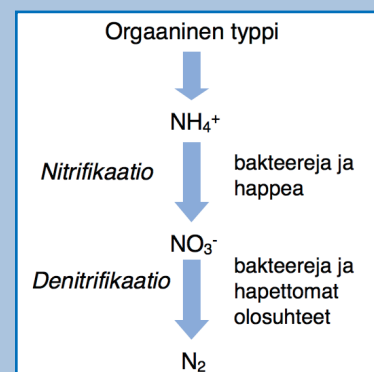 Orgaaninen typpi
NH₄⁺
Nitrifikaatio
bakteereja ja
happea
NO₃⁻
Denitrifikaatio
bakteereja ja
hapettomat
olosuhteet
N₂